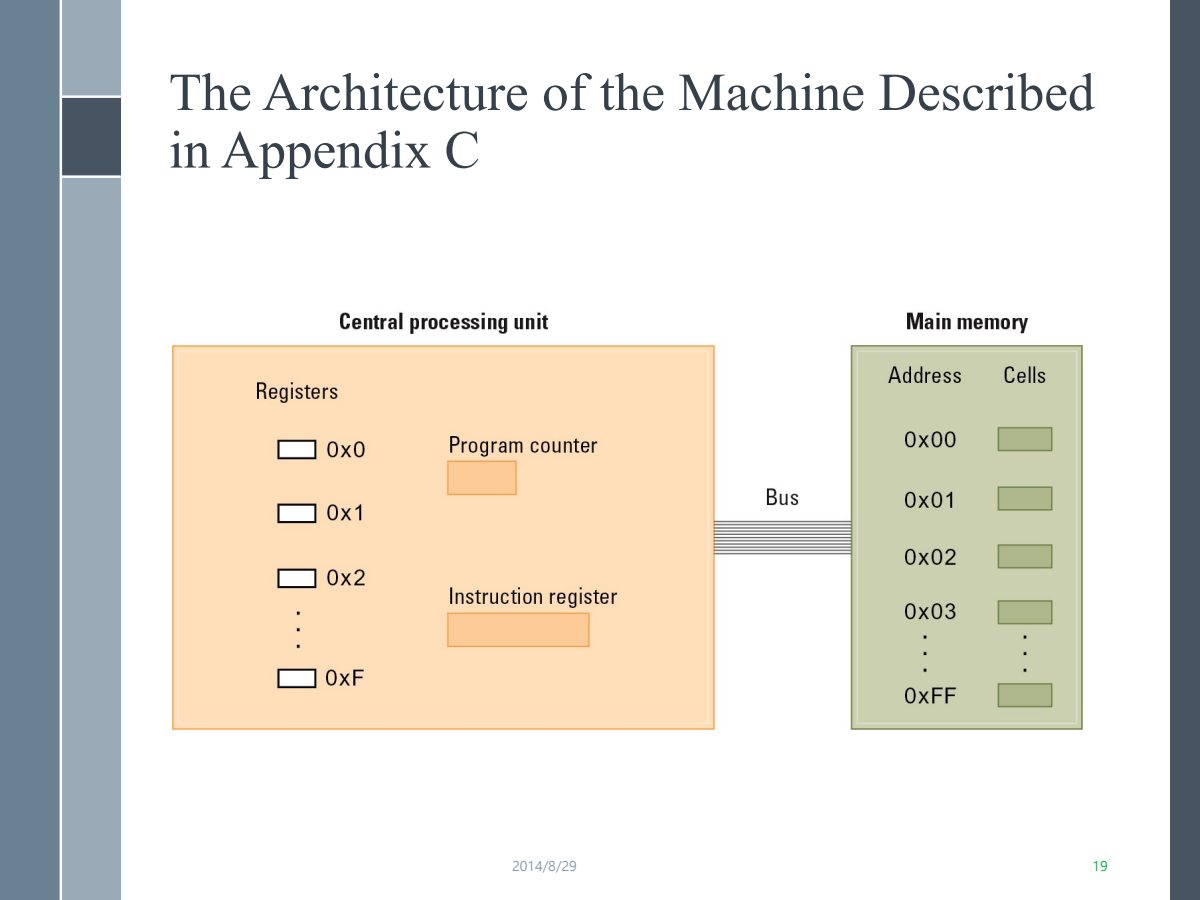 The Architecture of the Machine Described
in Appendix C
Central processing unit
Registers
0x0
0x1
0x2
.
.
.
0xF
Program counter
Instruction register
Bus
Main memory
Address Cells
0x00
0x01
0x02
0x03
. .
. .
. .
0xFF
2014/8/29
19